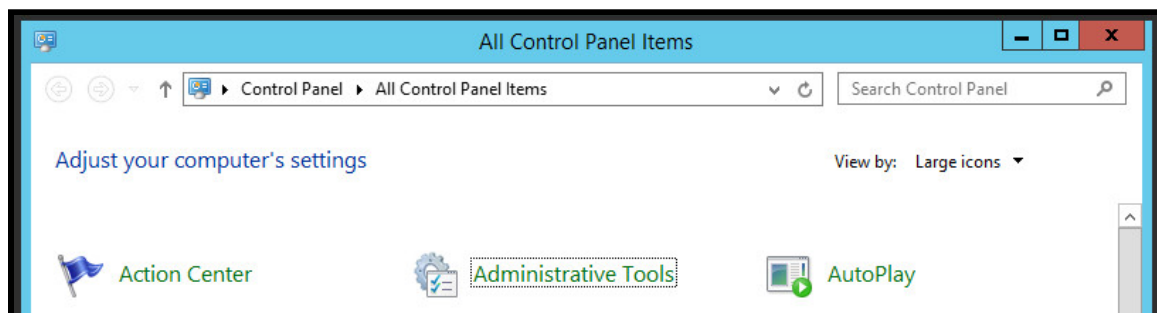 All Control Panel Items
Control Panel All Control Panel Items Search Control Panel
Adjust your computer's settings View by: Large icons
Action Center Administrative Tools AutoPlay